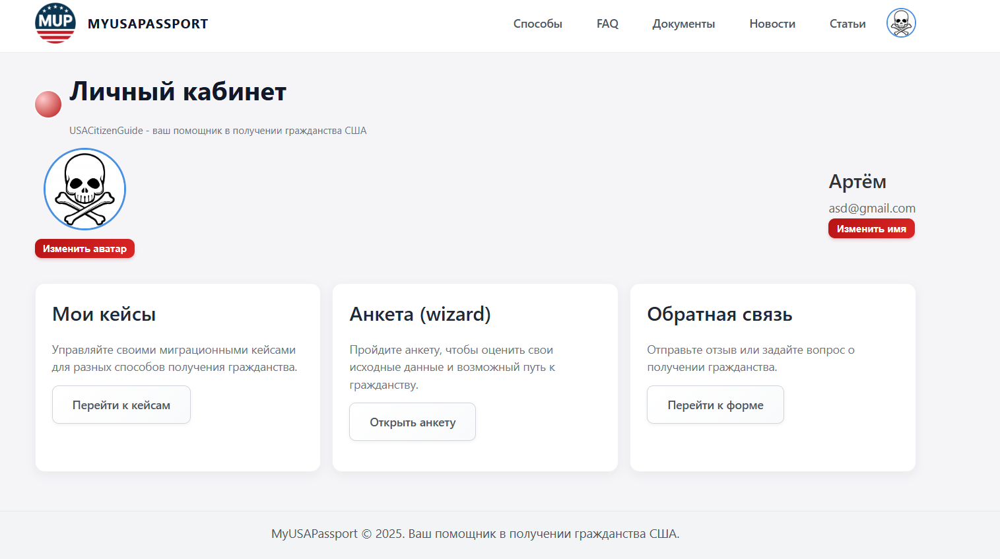 MUP
MYUSAPASSPORT
Способы
FAQ
Документы
Новости
Статьи
Личный кабинет
USACitizenGuide - ваш помощник в получении гражданства США
Артём
asd@gmail.com
Изменить имя
Изменить аватар
Мои кейсы
Управляйте своими миграционными кейсами
для разных способов получения гражданства.
Перейти к кейсам
Анкета (wizard)
Пройдите анкету, чтобы оценить свои
исходные данные и возможный путь к
гражданству.
Открыть анкету
Обратная связь
Отправьте отзыв или задайте вопрос о
получении гражданства.
Перейти к форме
MyUSAPassport © 2025. Ваш помощник в получении гражданства США.